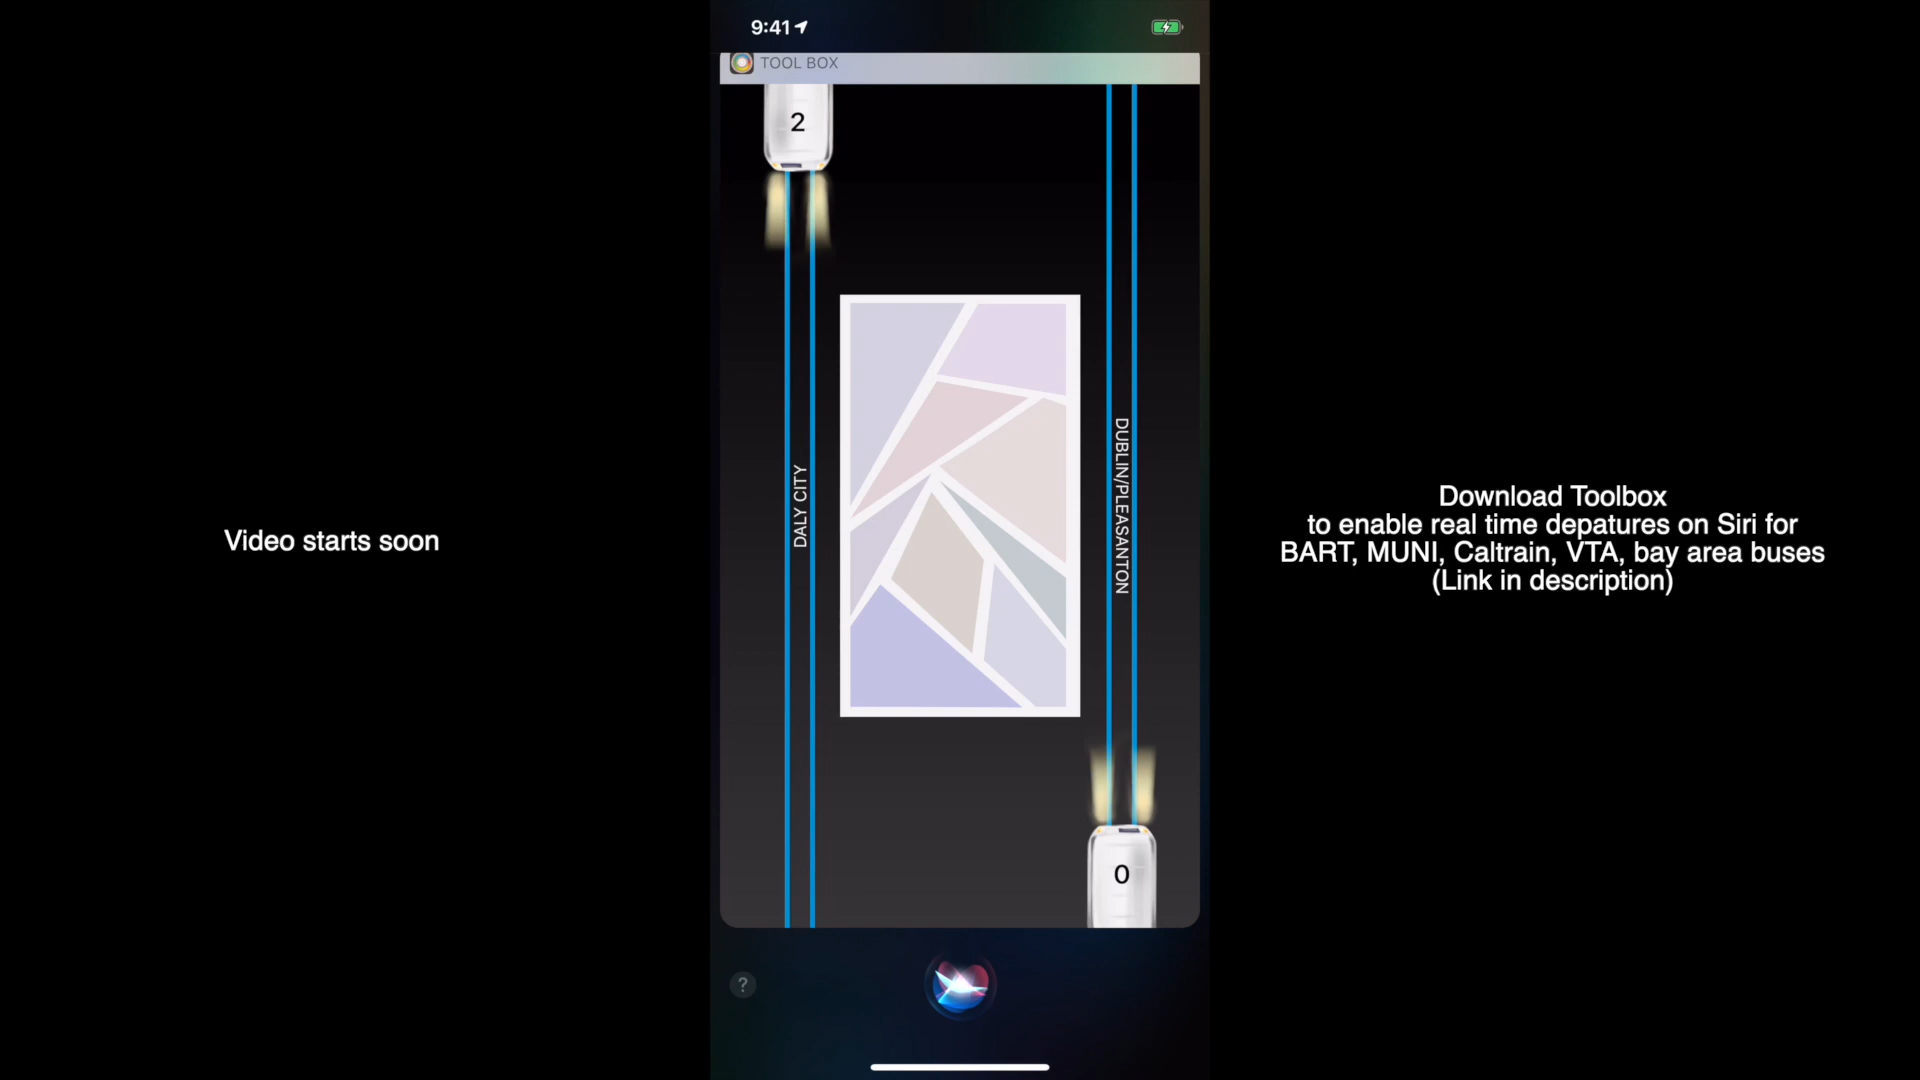 9:41
TOOL BOX
2
DALY CITY
DUBLIN/PLEASANTON
0
?
Video starts soon
Download Toolbox
to enable real time depatures on Siri for
BART, MUNI, Caltrain, VTA, bay area buses
(Link in description)